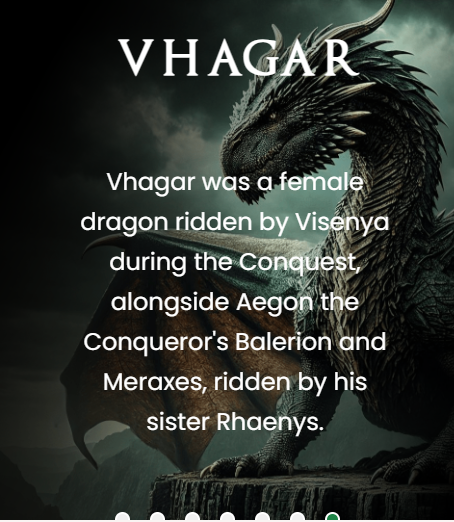 VHAGAR
Vhagar was a female
dragon ridden by Visenya
during the Conquest,
alongside Aegon the
Conqueror's Balerion and
Meraxes, ridden by his
sister Rhaenys.